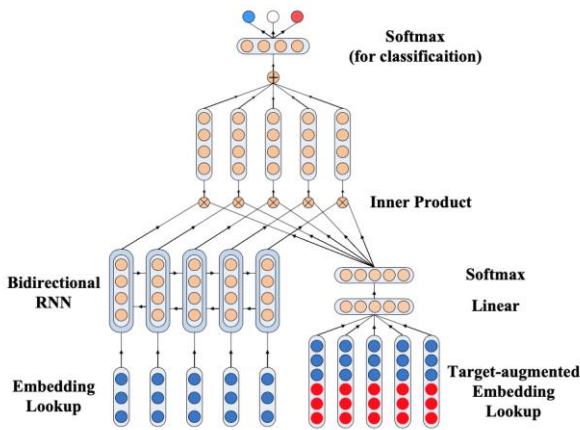 Softmax
(for classificaition)
Inner Product
Bidirectional
RNN
Softmax
Linear
Embedding
Lookup
Target-augmented
Embedding
Lookup